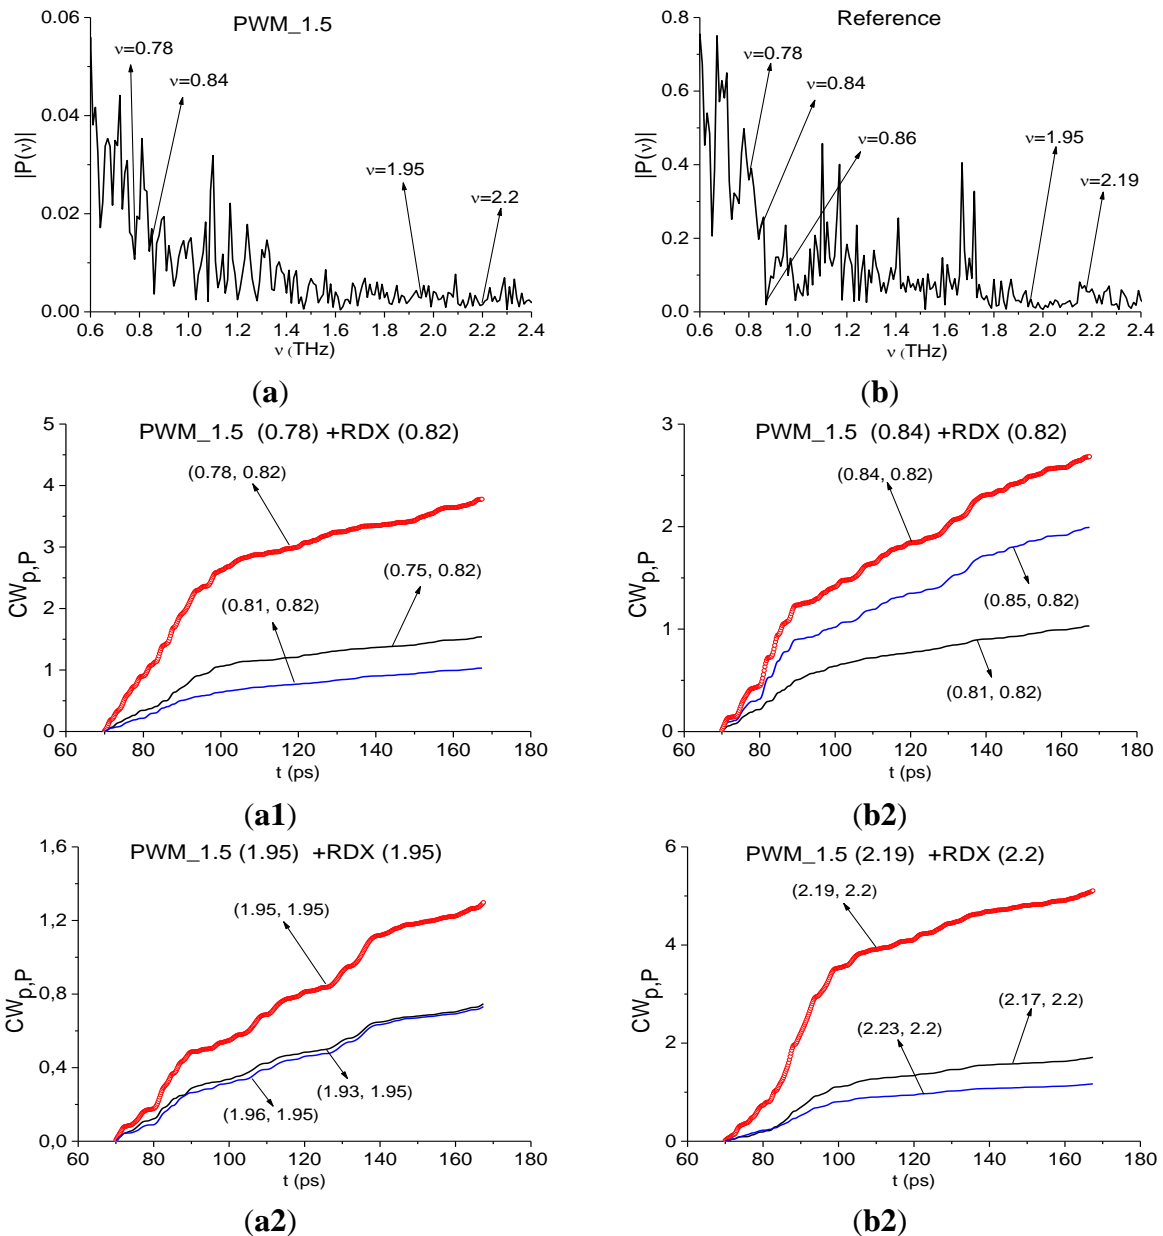 PWM_1.5
ν=0.78
ν=0.84
ν=1.95
ν=2.2
|P(ν)|
0.06
0.04
0.02
0.00
0.6 0.8 1.0 1.2 1.4 1.6 1.8 2.0 2.2 2.4
ν (THz)
(a)
Reference
ν=0.78
ν=0.84
ν=0.86
ν=1.95
ν=2.19
|P(ν)|
0.8
0.6
0.4
0.2
0.0
0.6 0.8 1.0 1.2 1.4 1.6 1.8 2.0 2.2 2.4
ν (THz)
(b)
PWM_1.5 (0.78) +RDX (0.82)
(0.78, 0.82)
(0.75, 0.82)
(0.81, 0.82)
CWp,P
5
4
3
2
1
0
60 80 100 120 140 160 180
t (ps)
(a1)
PWM_1.5 (0.84) +RDX (0.82)
(0.84, 0.82)
(0.85, 0.82)
(0.81, 0.82)
CWp,P
3
2
1
0
60 80 100 120 140 160 180
t (ps)
(b2)
PWM_1.5 (1.95) +RDX (1.95)
(1.95, 1.95)
(1.93, 1.95)
(1.96, 1.95)
CWp,P
1,6
1,2
0,8
0,4
0,0
60 80 100 120 140 160 180
t (ps)
(a2)
PWM_1.5 (2.19) +RDX (2.2)
(2.19, 2.2)
(2.17, 2.2)
(2.23, 2.2)
CWp,P
6
4
2
0
60 80 100 120 140 160 180
t (ps)
(b2)